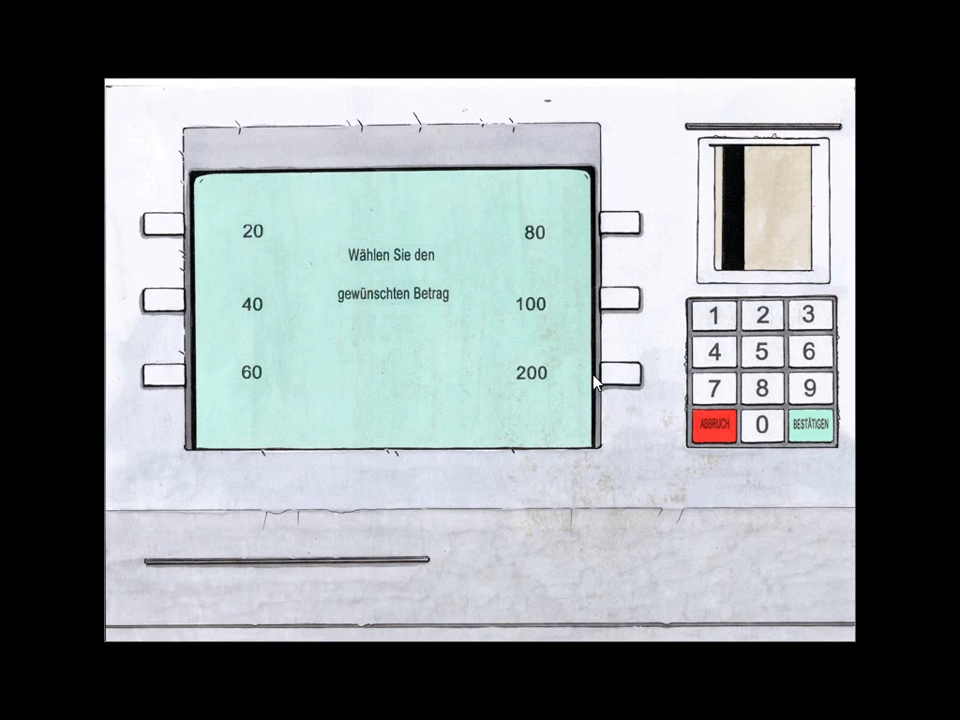 20
80
Wählen Sie den
gewünschten Betrag
40
100
60
200
1 2 3
4 5 6
7 8 9
ABBRUCH 0 BESTÄTIGEN